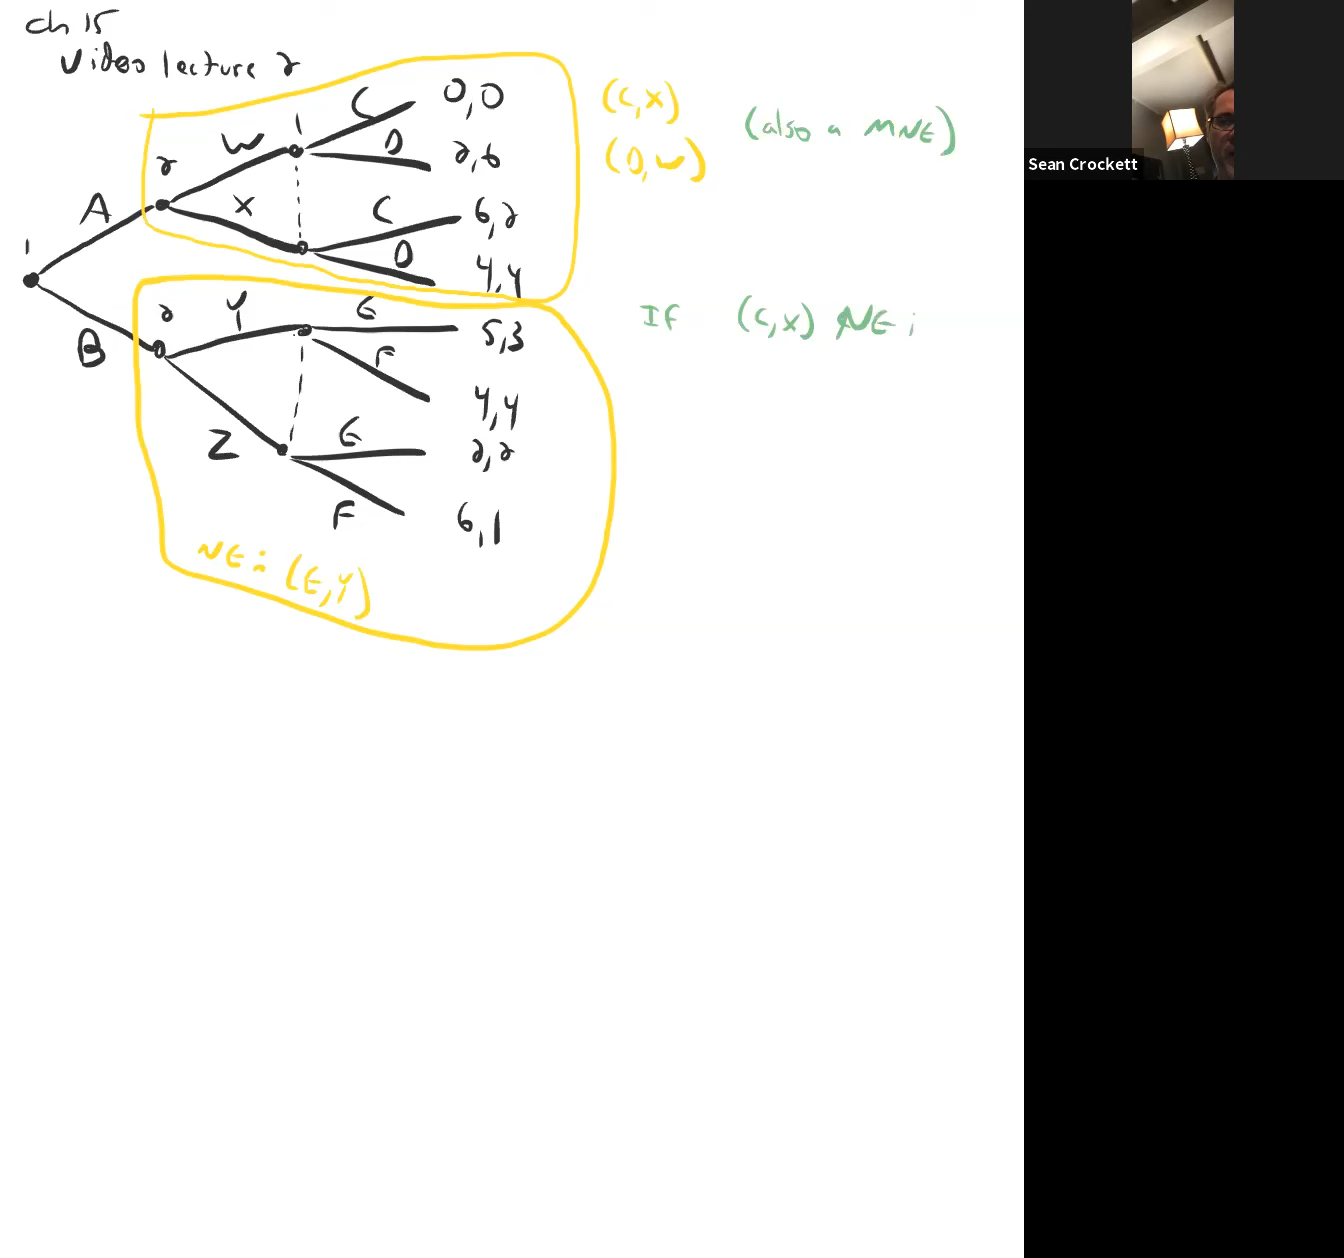 ch 15
Video lecture 2
1
A
B
2
W
X
1
C
D
C
D
0,0
2,6
6,2
4,4
(C,X)
(D,W)
(also a MNE)
2
Y
Z
E
F
E
F
5,3
4,4
2,2
6,1
NE: (E,Y)
If (C,X) NE i
Sean Crockett